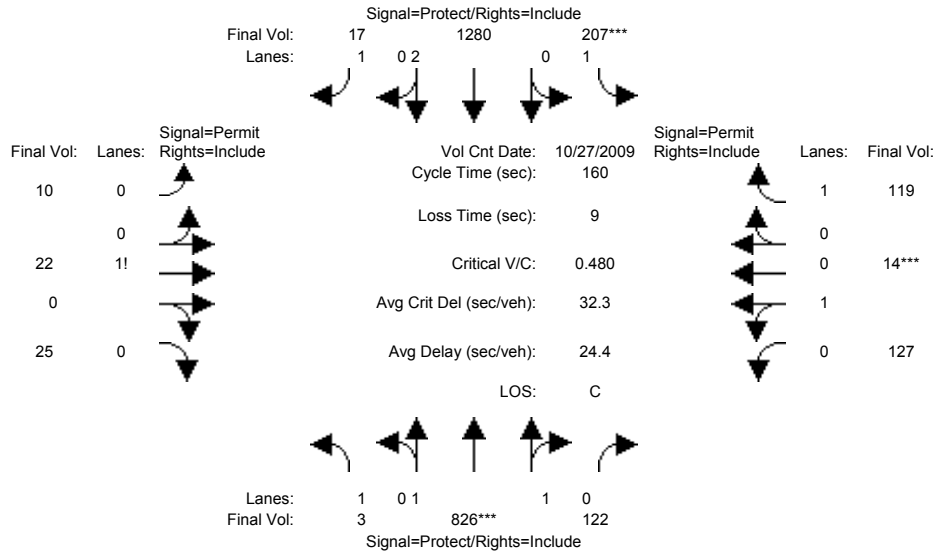 Signal=Protect/Rights=Include
Final Vol: 17 1280 207***
Lanes: 1 0 2 0 1
Signal=Permit Signal=Permit
Final Vol: Lanes: Rights=Include Vol Cnt Date: 10/27/2009 Rights=Include Lanes: Final Vol:
Cycle Time (sec): 160
10 0 1 119
Loss Time (sec): 9
0 0
22 1! Critical V/C: 0.480 0 14***
0 Avg Crit Del (sec/veh): 32.3 1
25 0 Avg Delay (sec/veh): 24.4 0 127
LOS: C
Lanes: 1 0 1 1 0
Final Vol: 3 826*** 122
Signal=Protect/Rights=Include